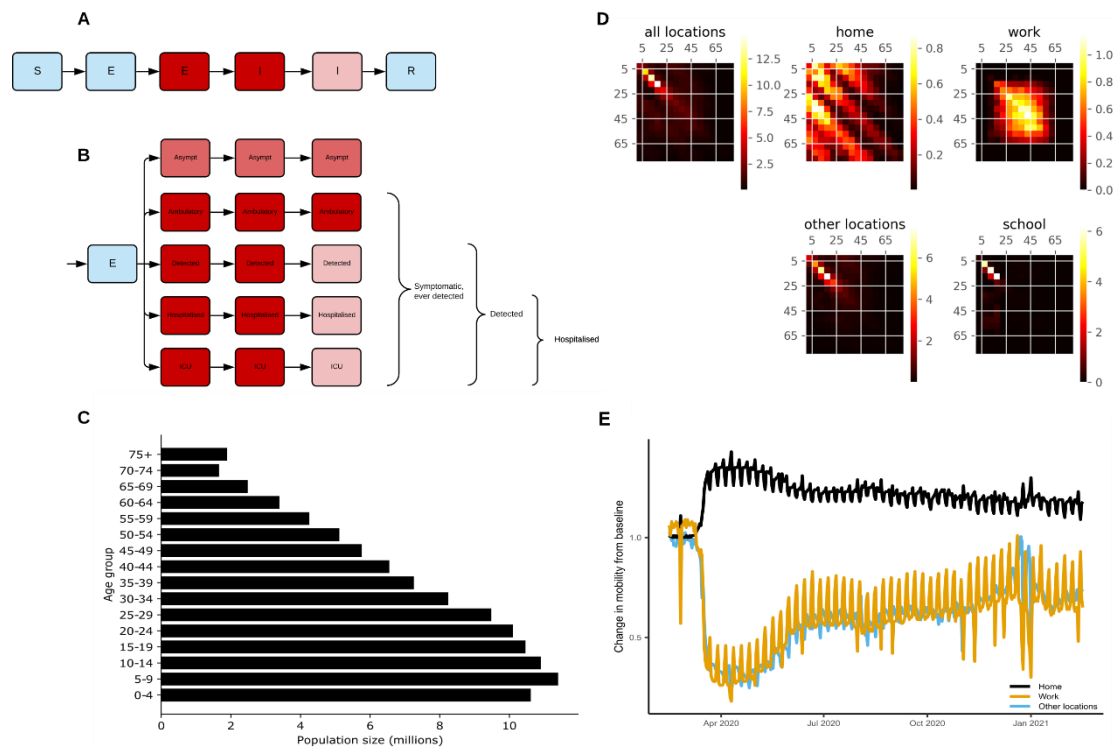 A
S
E
E
I
I
R
B
Asympt
Asympt
Asympt
Ambulatory
Ambulatory
Ambulatory
E
Detected
Detected
Detected
Hospitalised
Hospitalised
Hospitalised
ICU
ICU
ICU
Symptomatic,
ever detected
Detected
Hospitalised
C
Age group
75+
70-74
65-69
60-64
55-59
50-54
45-49
40-44
35-39
30-34
25-29
20-24
15-19
10-14
5-9
0-4
0
2
4
6
8
10
Population size (millions)
D
all locations
5 25 45 65
5
25
45
65
12.5
10.0
7.5
5.0
2.5
home
5 25 45 65
5
25
45
65
0.8
0.6
0.4
0.2
work
5 25 45 65
5
25
45
65
1.0
0.8
0.6
0.4
0.2
0.0
other locations
5 25 45 65
5
25
45
65
6
4
2
school
5 25 45 65
5
25
45
65
6
5
4
3
2
1
0
E
Change in mobility from baseline
1.0
0.5
Home
Work
Other locations
Apr 2020
Jul 2020
Oct 2020
Jan 2021